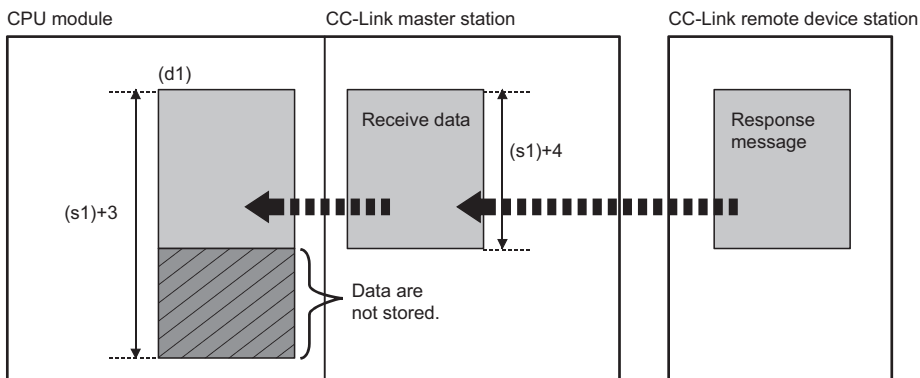 CPU module
CC-Link master station
CC-Link remote device station
(d1)
Receive data
Response
message
(s1)+4
(s1)+3
Data are
not stored.